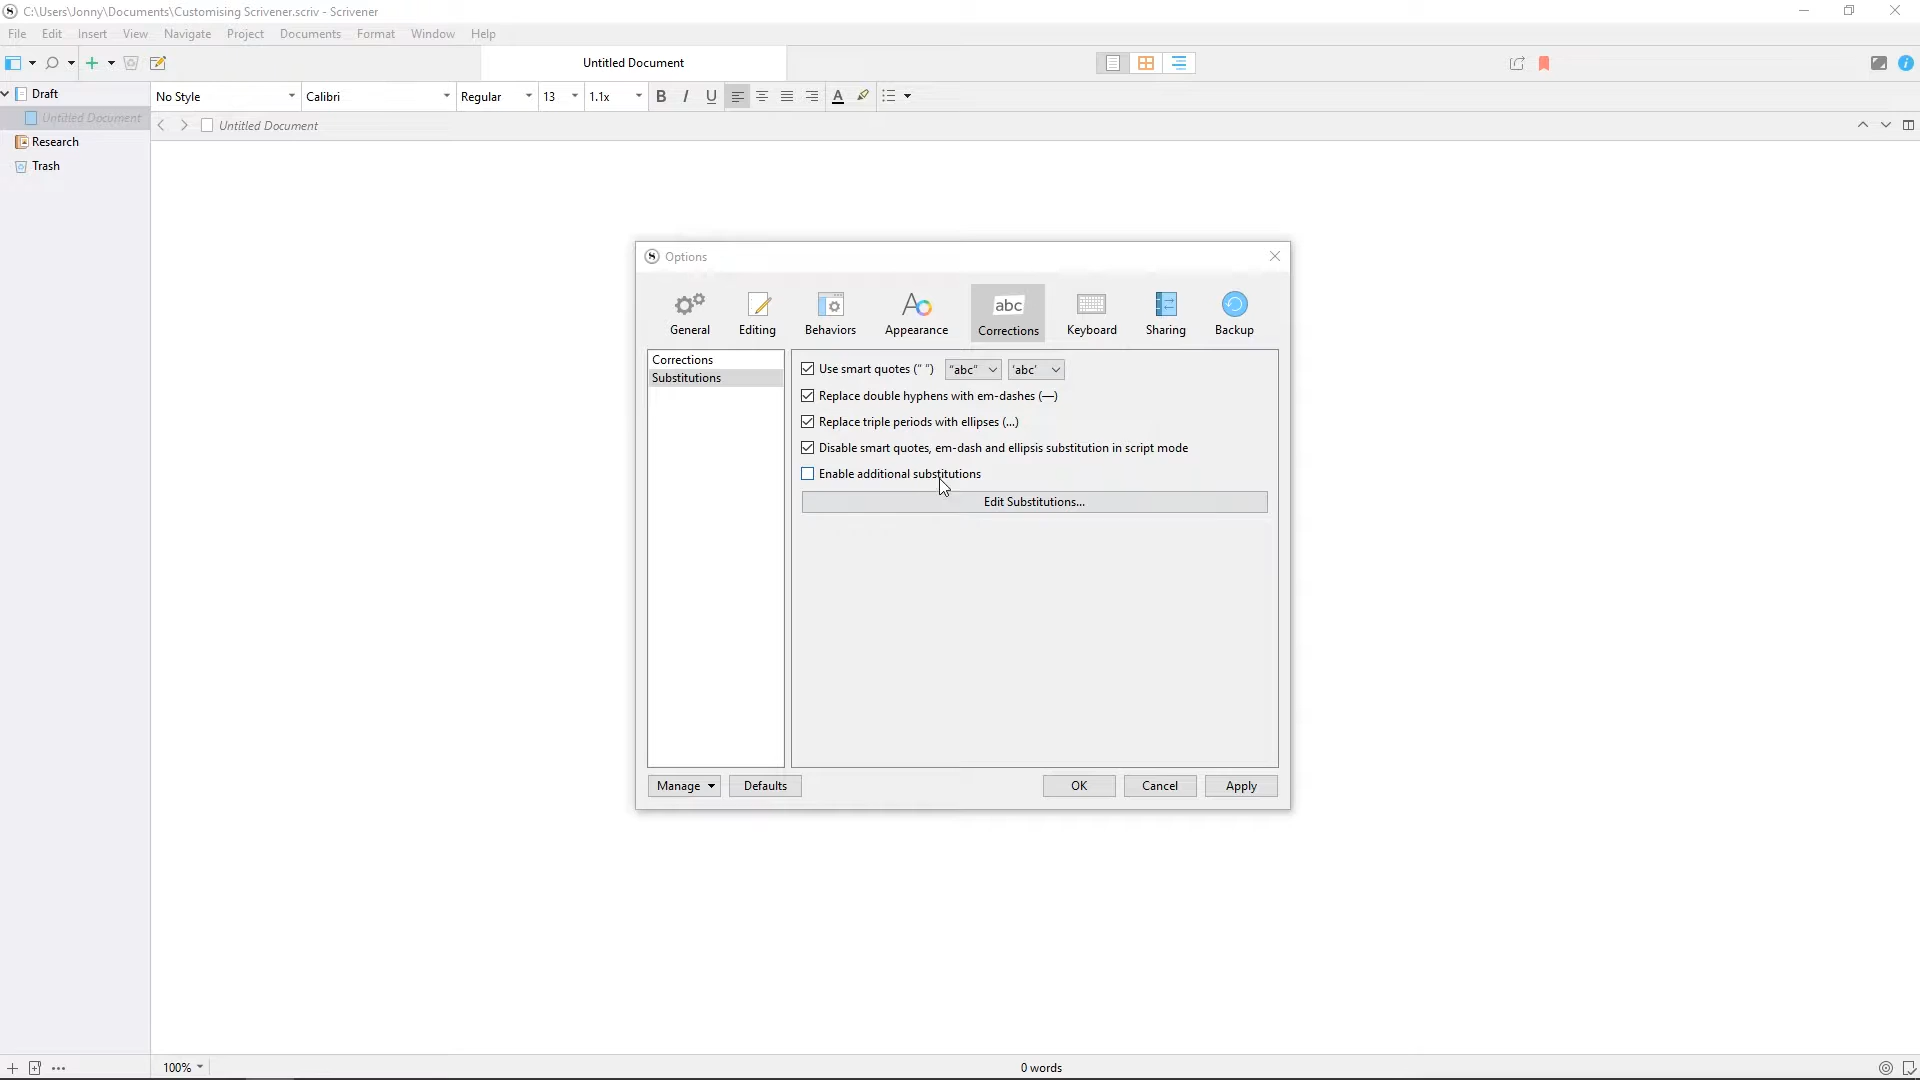 C:\Users\Jonny\Documents\Customising Scrivener.scriv - Scrivener
File Edit Insert View Navigate Project Documents Format Window Help
Untitled Document
Draft
No Style Calibri Regular 13 1.1x B I U A
Untitled Document
Untitled Document
Research
Trash
Options
abc
General Editing Behaviors Appearance Corrections Keyboard Sharing Backup
Corrections
Substitutions
Use smart quotes (“ ”) “abc” ‘abc’
Replace double hyphens with em-dashes (—)
Replace triple periods with ellipses (...)
Disable smart quotes, em-dash and ellipsis substitution in script mode
Enable additional substitutions
Edit Substitutions...
Manage Defaults OK Cancel Apply
100% 0 words